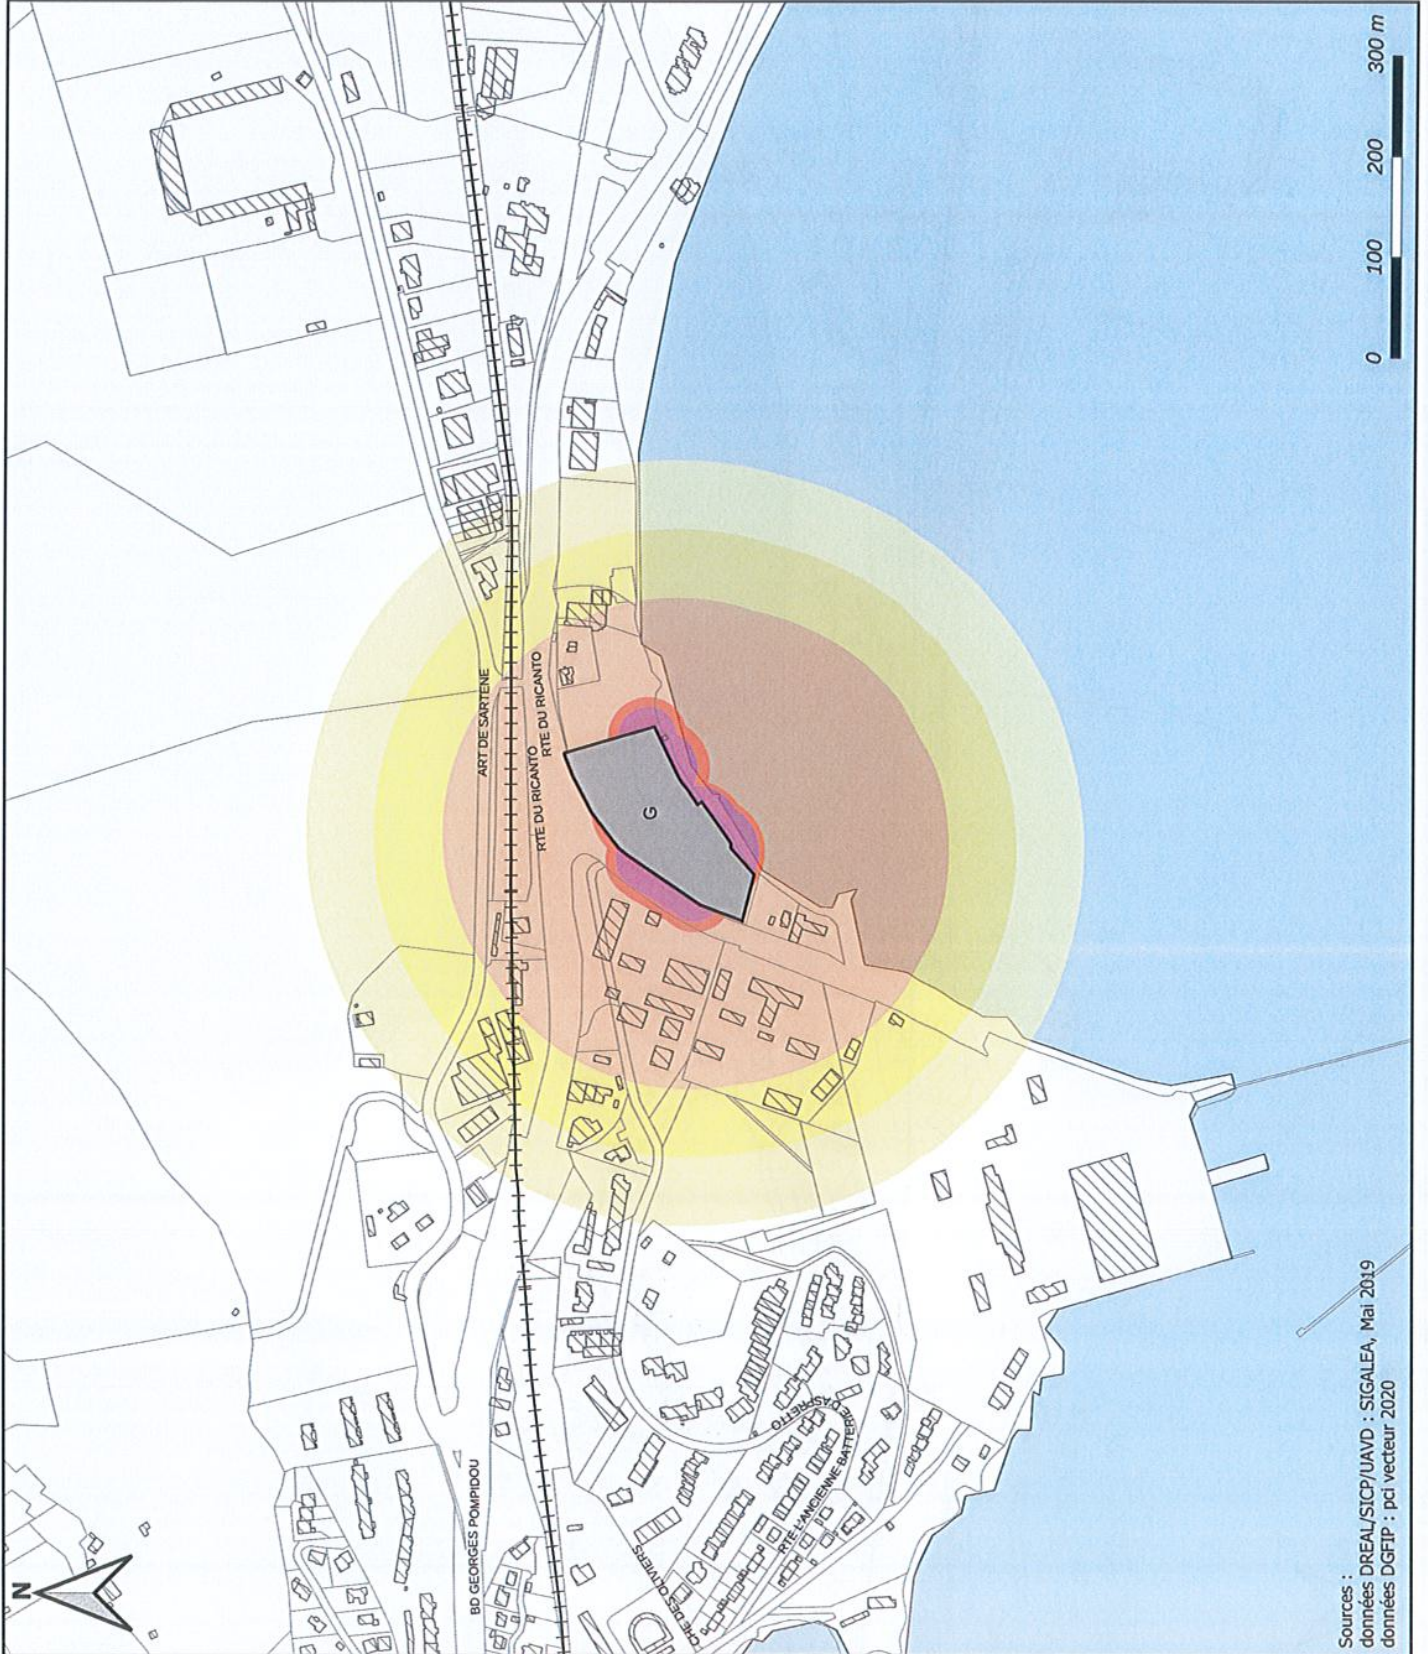 N
ART DE SARTENE
RTE DU RICANTO
RTE DU RICANTO
G
BD GEORGES POMPIDOU
CHE DES OLIVIERS
RTE L'ANCIENNE BATTERIE D'ASPRETTO
0 100 200 300 m
Sources :
données DREAL/SICP/UAVD : SIGALEA, Mai 2019
données DGFIP : pci vecteur 2020